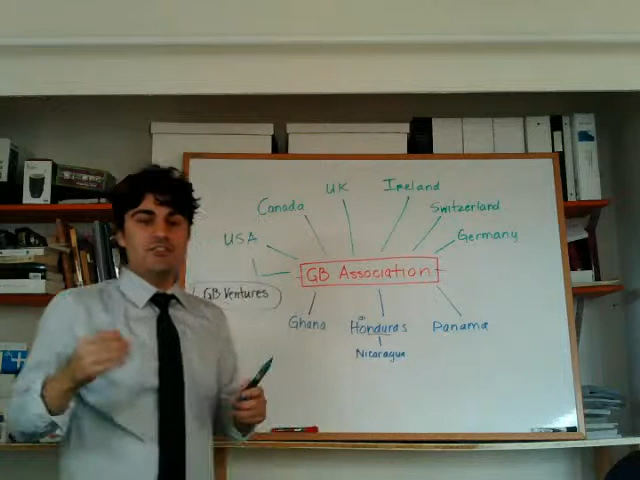 UK
Ireland
Canada
Switzerland
USA
Germany
GB Association
GB Ventures
Ghana
Honduras
Panama
Nicaragua